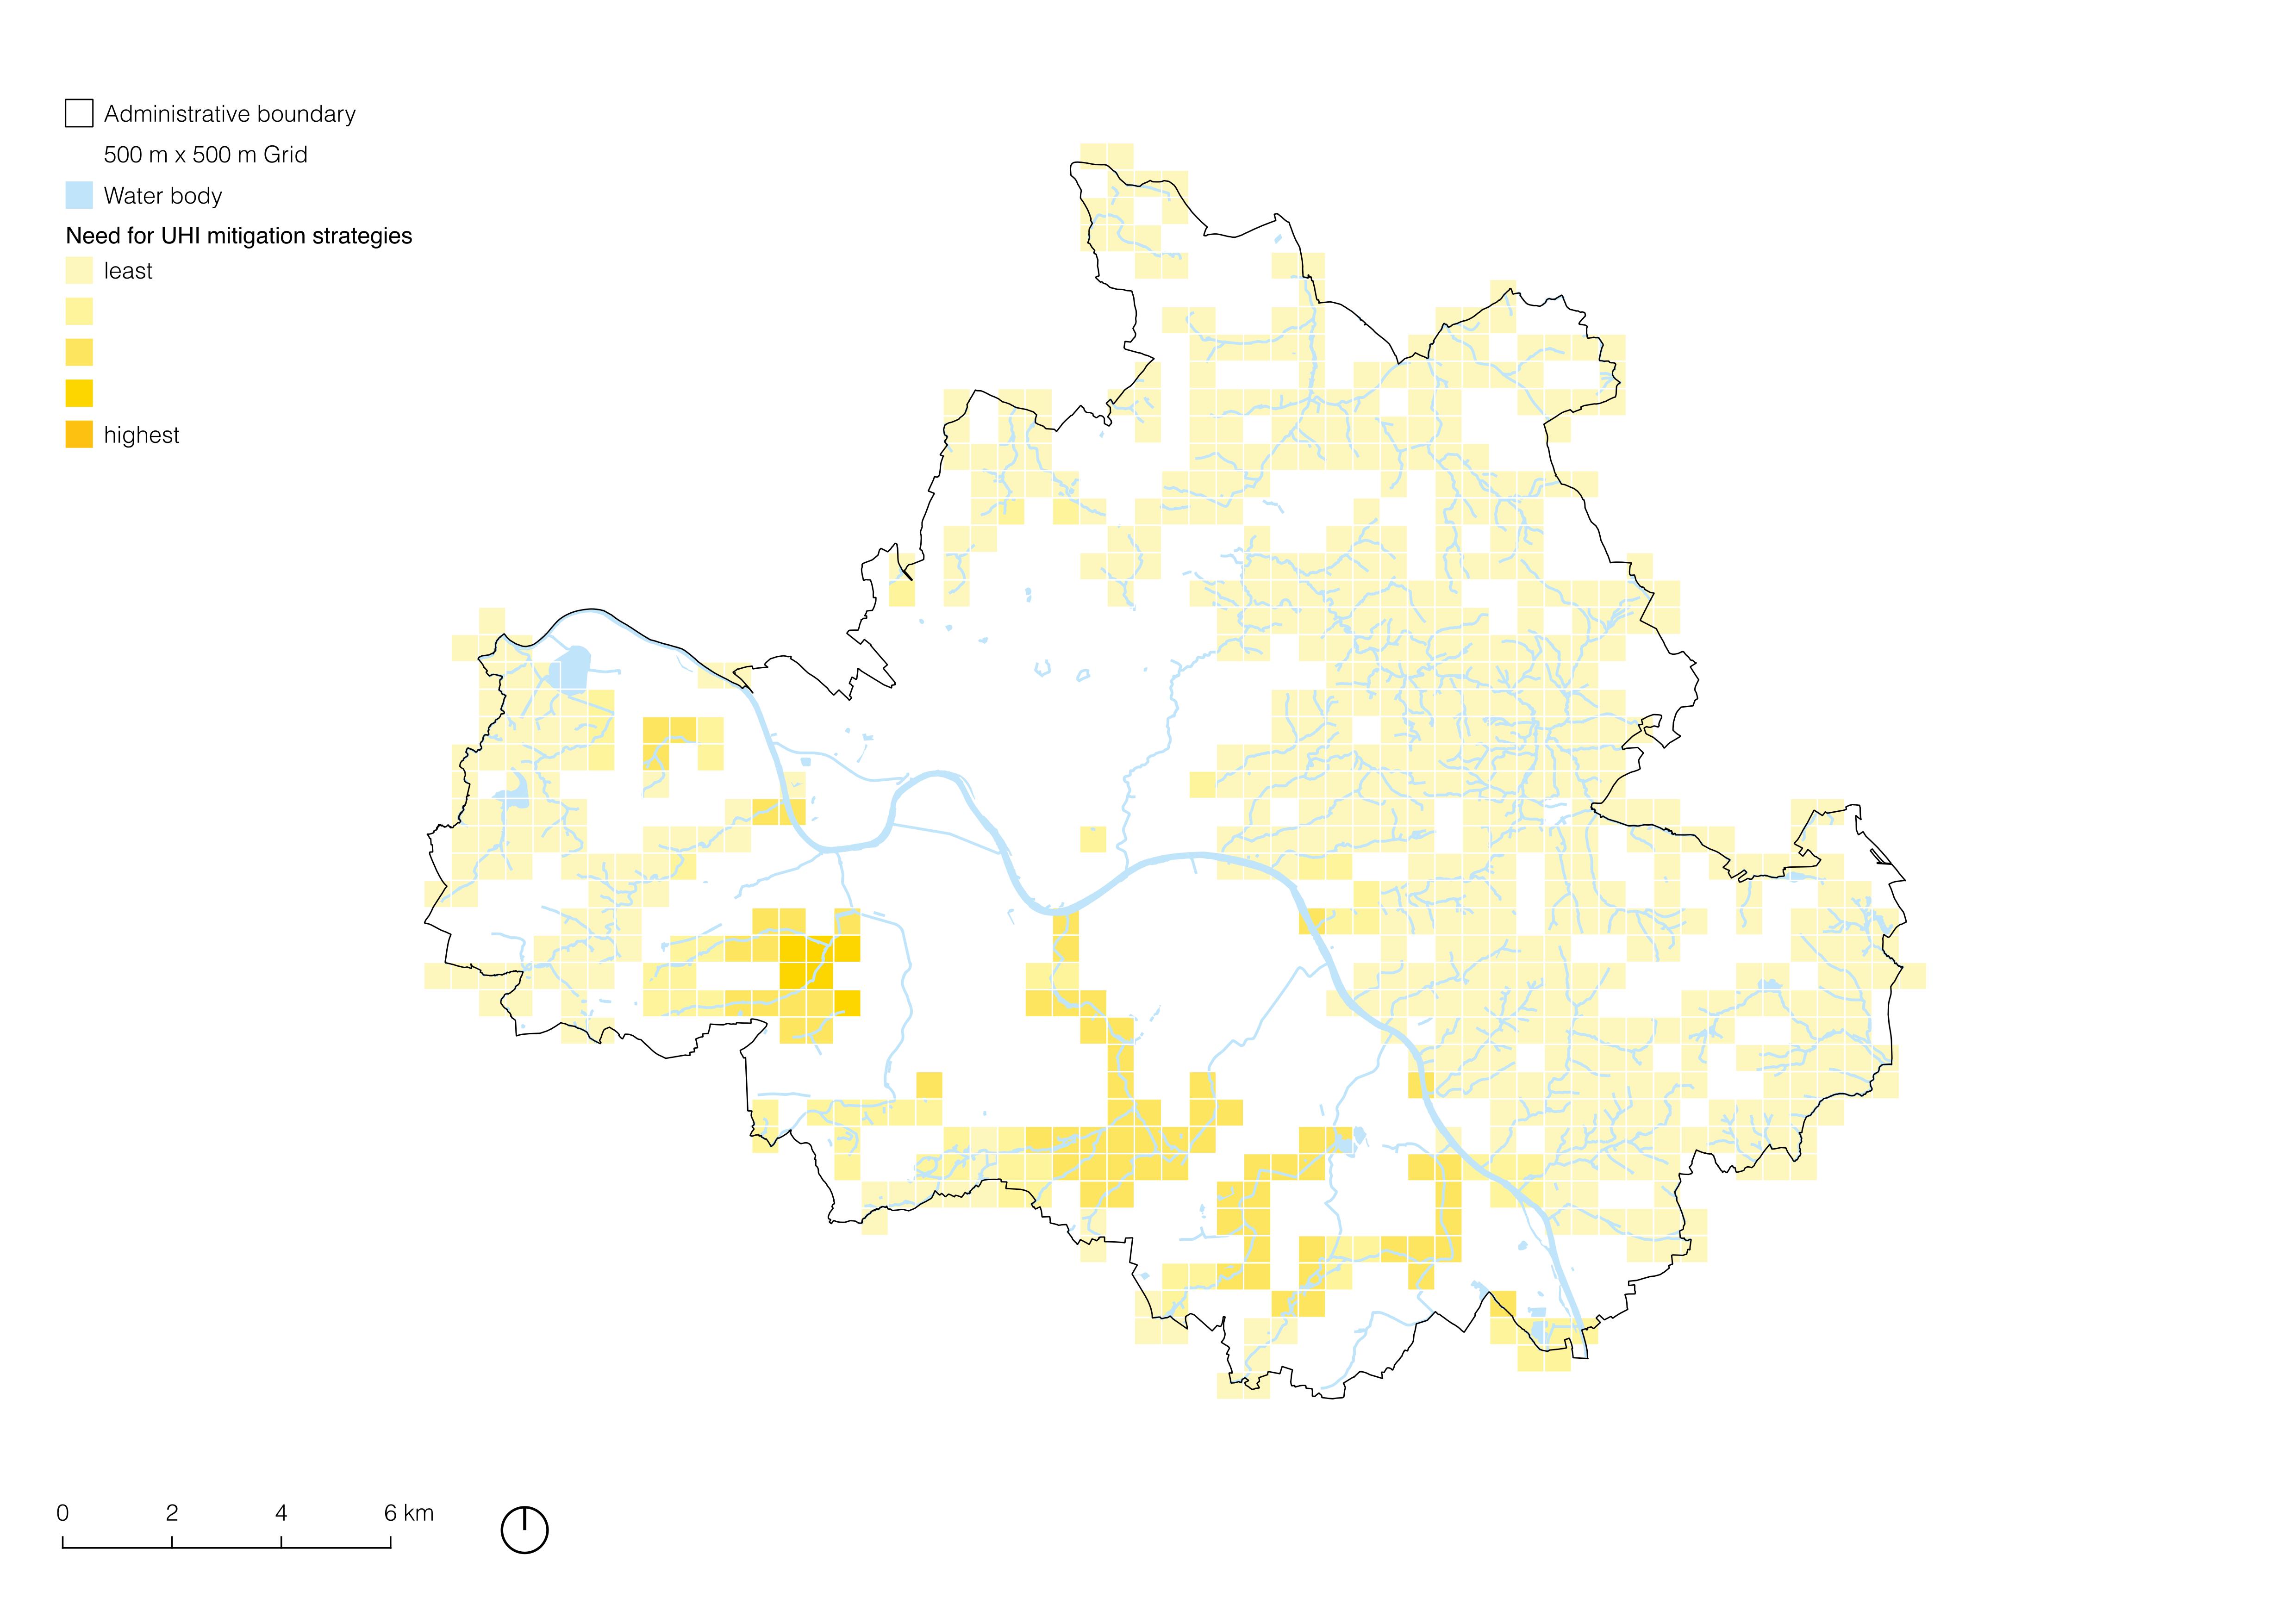 Administrative boundary
500 m x 500 m Grid
Water body
Need for UHI mitigation strategies
least
highest
0 2 4 6 km